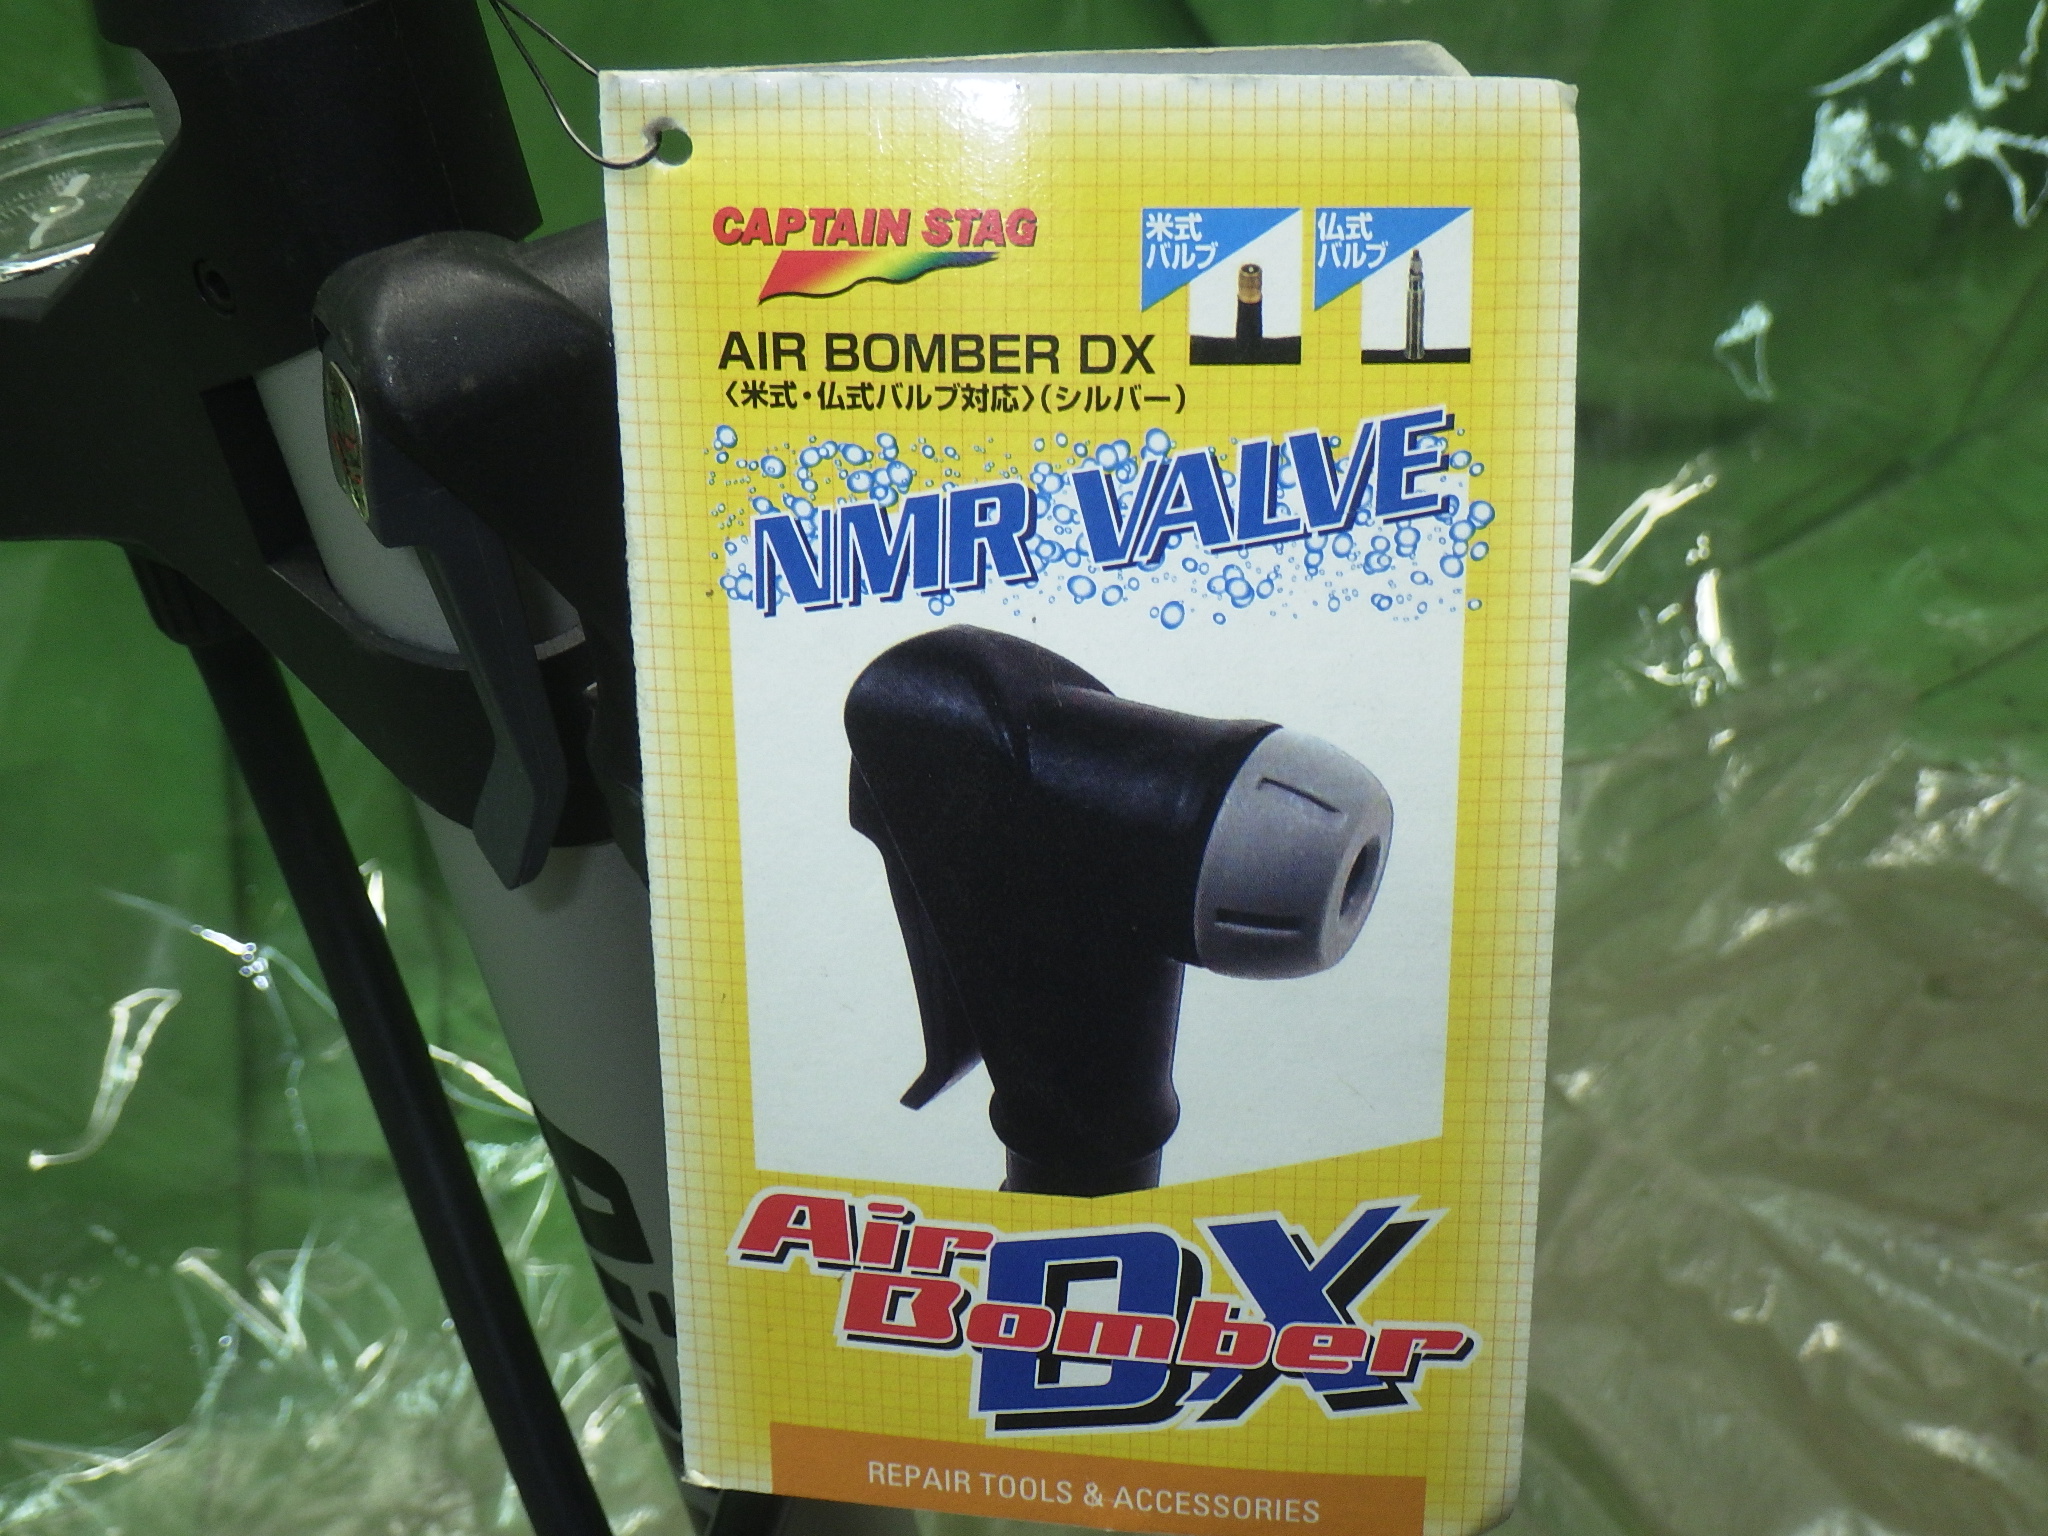 CAPTAIN STAG
米式
バルブ
仏式
バルブ
AIR BOMBER DX
〈米式・仏式バルブ対応〉(シルバー)
NMR VALVE
Air
DX
Bomber
REPAIR TOOLS & ACCESSORIES